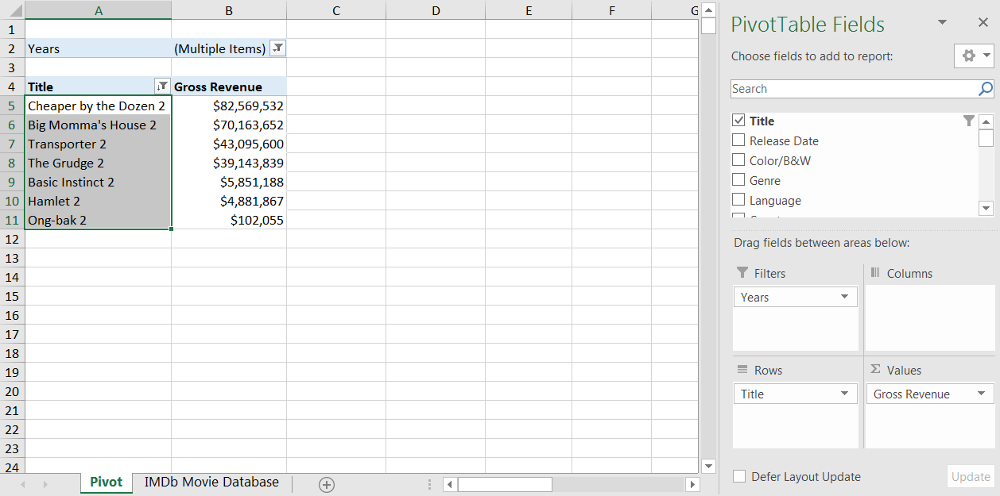 A B C D E F G
1
2 Years (Multiple Items)
3
4 Title Gross Revenue
5 Cheaper by the Dozen 2 $82,569,532
6 Big Momma's House 2 $70,163,652
7 Transporter 2 $43,095,600
8 The Grudge 2 $39,143,839
9 Basic Instinct 2 $5,851,188
10 Hamlet 2 $4,881,867
11 Ong-bak 2 $102,055
12
13
14
15
16
17
18
19
20
21
22
23
24
Pivot IMDb Movie Database
PivotTable Fields
Choose fields to add to report:
Search
Title
Release Date
Color/B&W
Genre
Language
Drag fields between areas below:
Filters Columns
Years
Rows Σ Values
Title Gross Revenue
Defer Layout Update Update